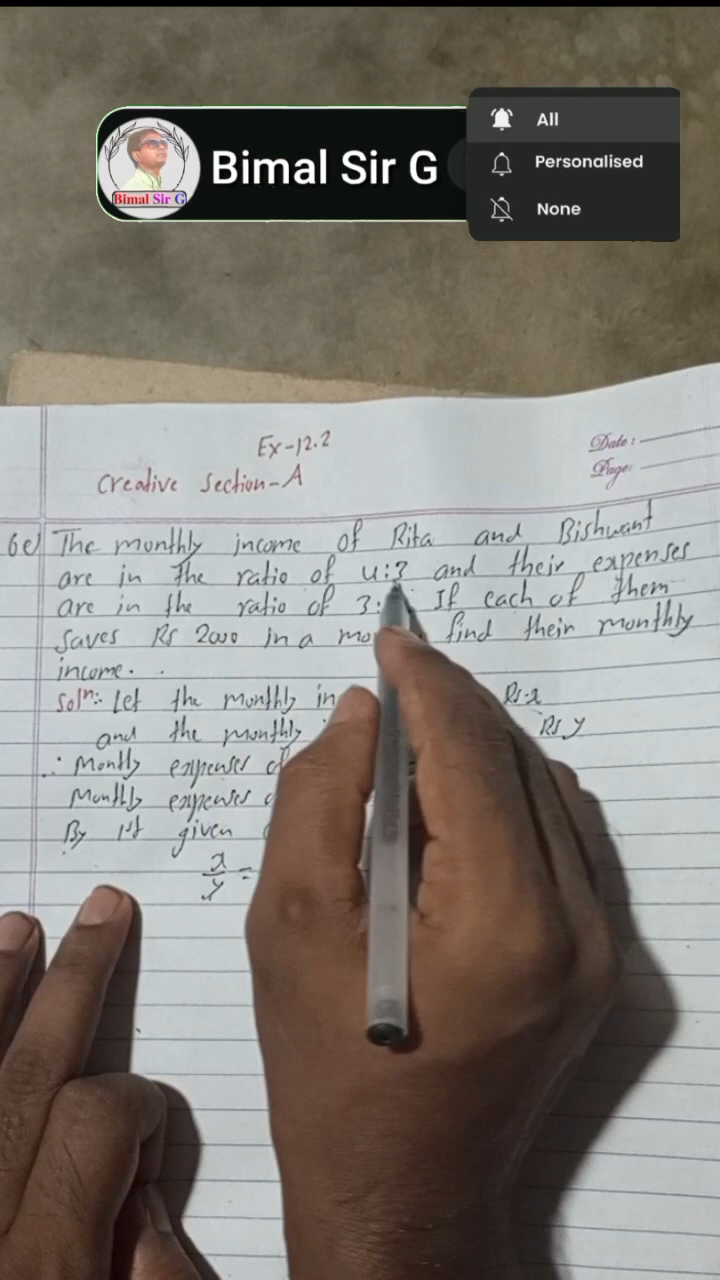 All
Personalised
None
Bimal Sir G
Bimal Sir G
Ex-12.2
Creative Section-A
Date:
Page:
6e) The monthly income of Rita and Bishwant
are in the ratio of 4:3 and their expenses
are in the ratio of 3: If each of them
saves Rs 2000 in a find their monthly
income.
Solⁿ: Let the monthly Rs x
and the monthly Rs y
∴ Montly expenses
Monthly expenses
By 1st given
x/y =